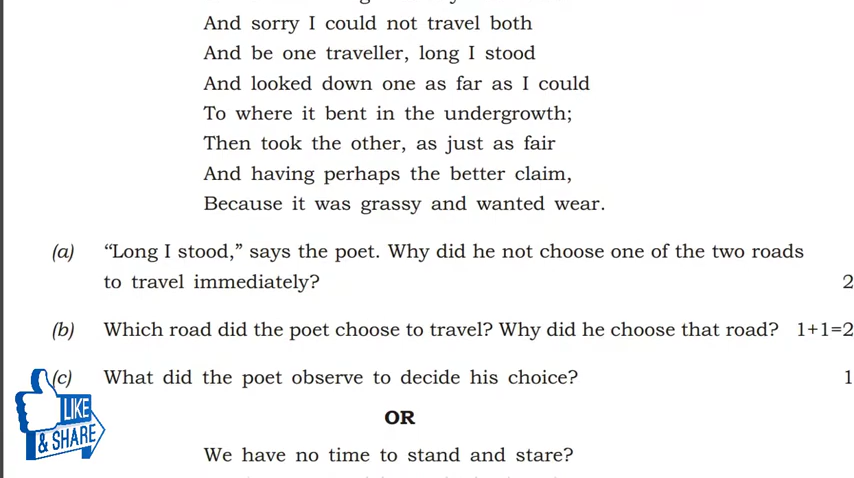 And sorry I could not travel both
And be one traveller, long I stood
And looked down one as far as I could
To where it bent in the undergrowth;
Then took the other, as just as fair
And having perhaps the better claim,
Because it was grassy and wanted wear.
(a) “Long I stood,” says the poet. Why did he not choose one of the two roads
to travel immediately? 2
(b) Which road did the poet choose to travel? Why did he choose that road? 1+1=2
(c) What did the poet observe to decide his choice? 1
LIKE
& SHARE
OR
We have no time to stand and stare?